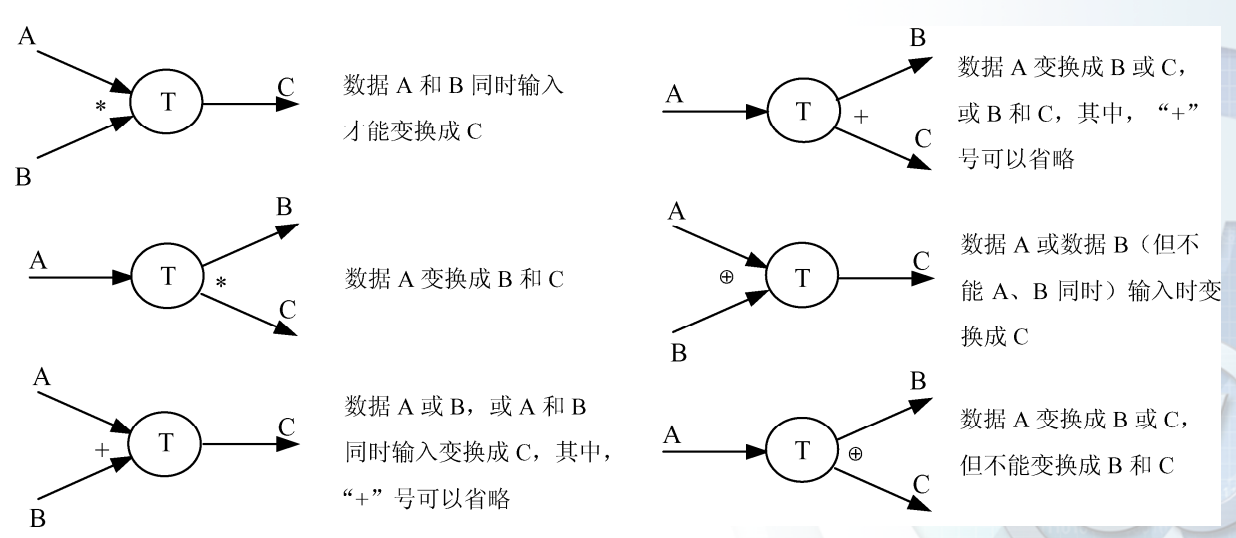 A
B
*
T
C
数据 A 和 B 同时输入
才能变换成 C
A
T
*
B
C
数据 A 变换成 B 和 C
A
B
+
T
C
数据 A 或 B，或 A 和 B
同时输入变换成 C，其中，
“+”号可以省略
A
T
+
B
C
数据 A 变换成 B 或 C，
或 B 和 C，其中，“+”
号可以省略
A
B
⊕
T
C
数据 A 或数据 B（但不
能 A、B 同时）输入时变
换成 C
A
T
⊕
B
C
数据 A 变换成 B 或 C，
但不能变换成 B 和 C